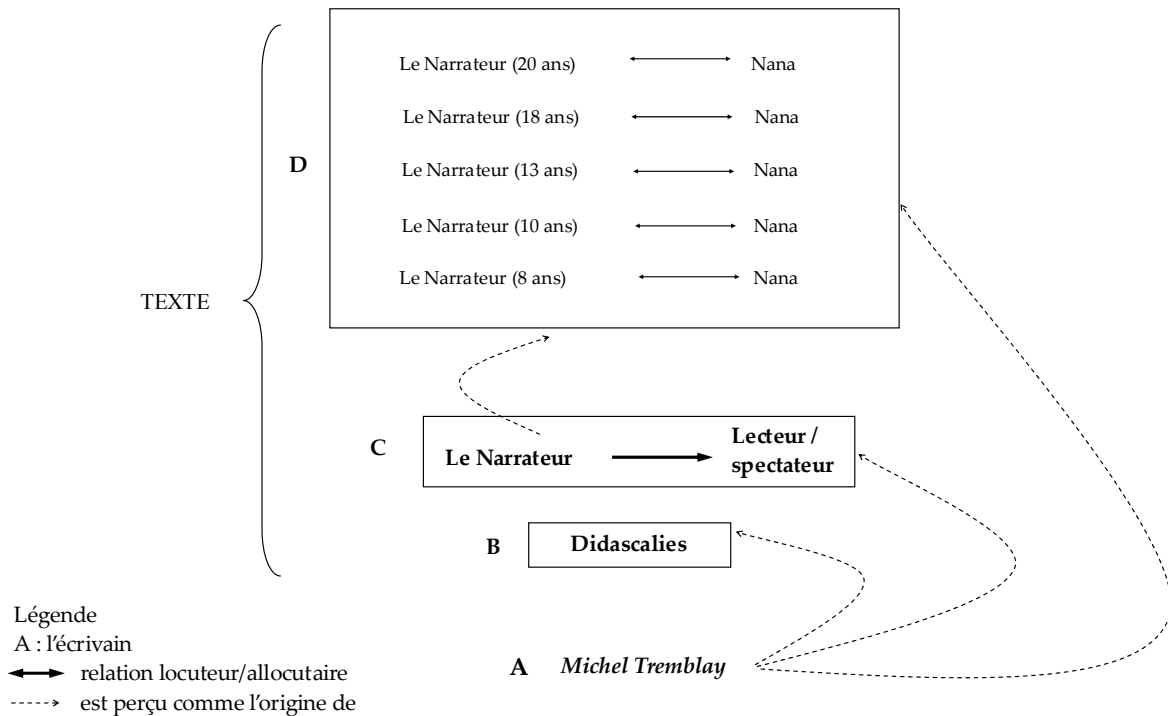 Le Narrateur (20 ans) Nana
Le Narrateur (18 ans) Nana
D Le Narrateur (13 ans) Nana
Le Narrateur (10 ans) Nana
Le Narrateur (8 ans) Nana
TEXTE
C Le Narrateur Lecteur /
spectateur
B Didascalies
Légende
A : l'écrivain
A Michel Tremblay
relation locuteur/allocutaire
est perçu comme l'origine de